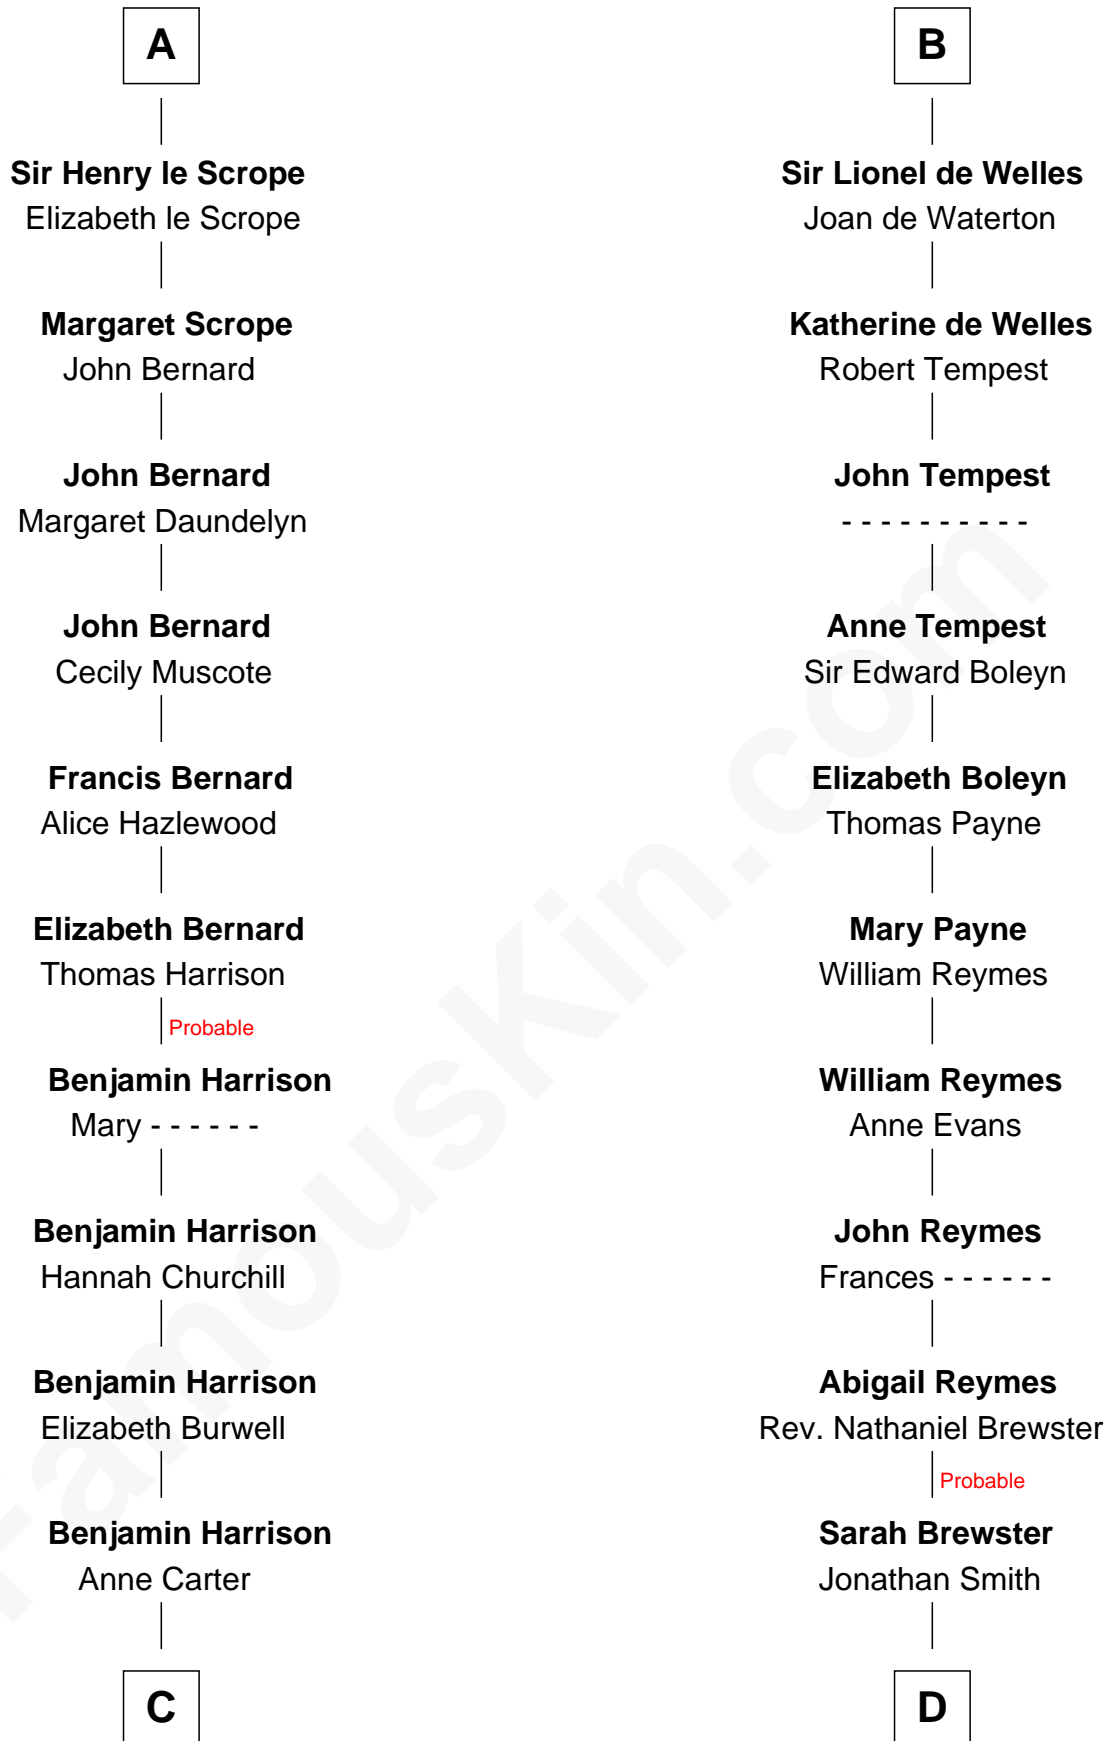 A
Sir Henry le Scrope
Elizabeth le Scrope
Margaret Scrope
John Bernard
John Bernard
Margaret Daundelyn
John Bernard
Cecily Muscote
Francis Bernard
Alice Hazlewood
Elizabeth Bernard
Thomas Harrison
Probable
Benjamin Harrison
Mary - - - - - -
Benjamin Harrison
Hannah Churchill
Benjamin Harrison
Elizabeth Burwell
Benjamin Harrison
Anne Carter
C
B
Sir Lionel de Welles
Joan de Waterton
Katherine de Welles
Robert Tempest
John Tempest
- - - - - - - - - -
Anne Tempest
Sir Edward Boleyn
Elizabeth Boleyn
Thomas Payne
Mary Payne
William Reymes
William Reymes
Anne Evans
John Reymes
Frances - - - - - -
Abigail Reymes
Rev. Nathaniel Brewster
Probable
Sarah Brewster
Jonathan Smith
D
FamousKin.com